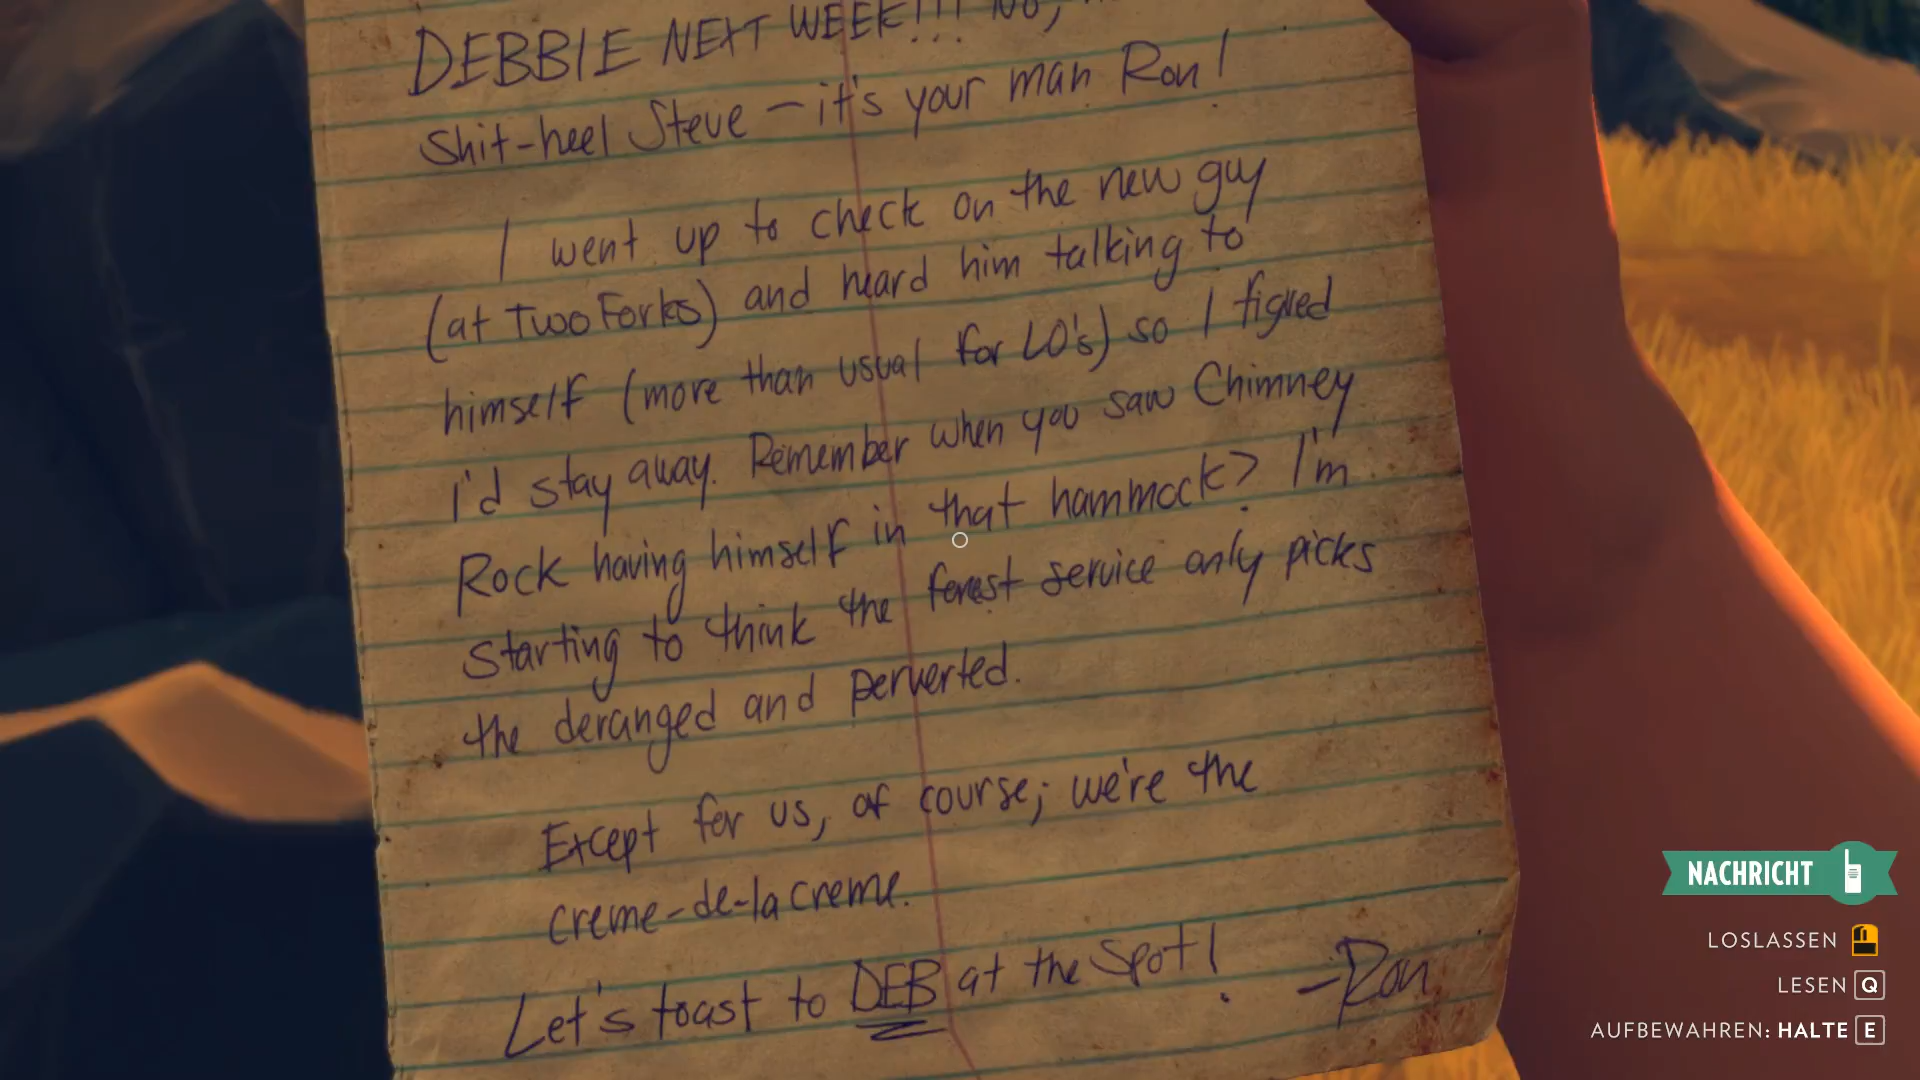 DEBBIE NEXT WEEK!!! No,
Shit-heel Steve - it's your man Ron!
I went up to check on the new guy
(at Two Forks) and heard him talking to
himself (more than usual for LO's) so I figred
i'd stay away. Remember when you saw Chimney
Rock having himself in that hammock? I'm
starting to think the forest service only picks
the deranged and perverted.
Except for us, of course; we're the
creme-de-la creme.
Let's toast to DEB at the Spot!
-Ron
NACHRICHT
LOSLASSEN
LESEN Q
AUFBEWAHREN: HALTE E